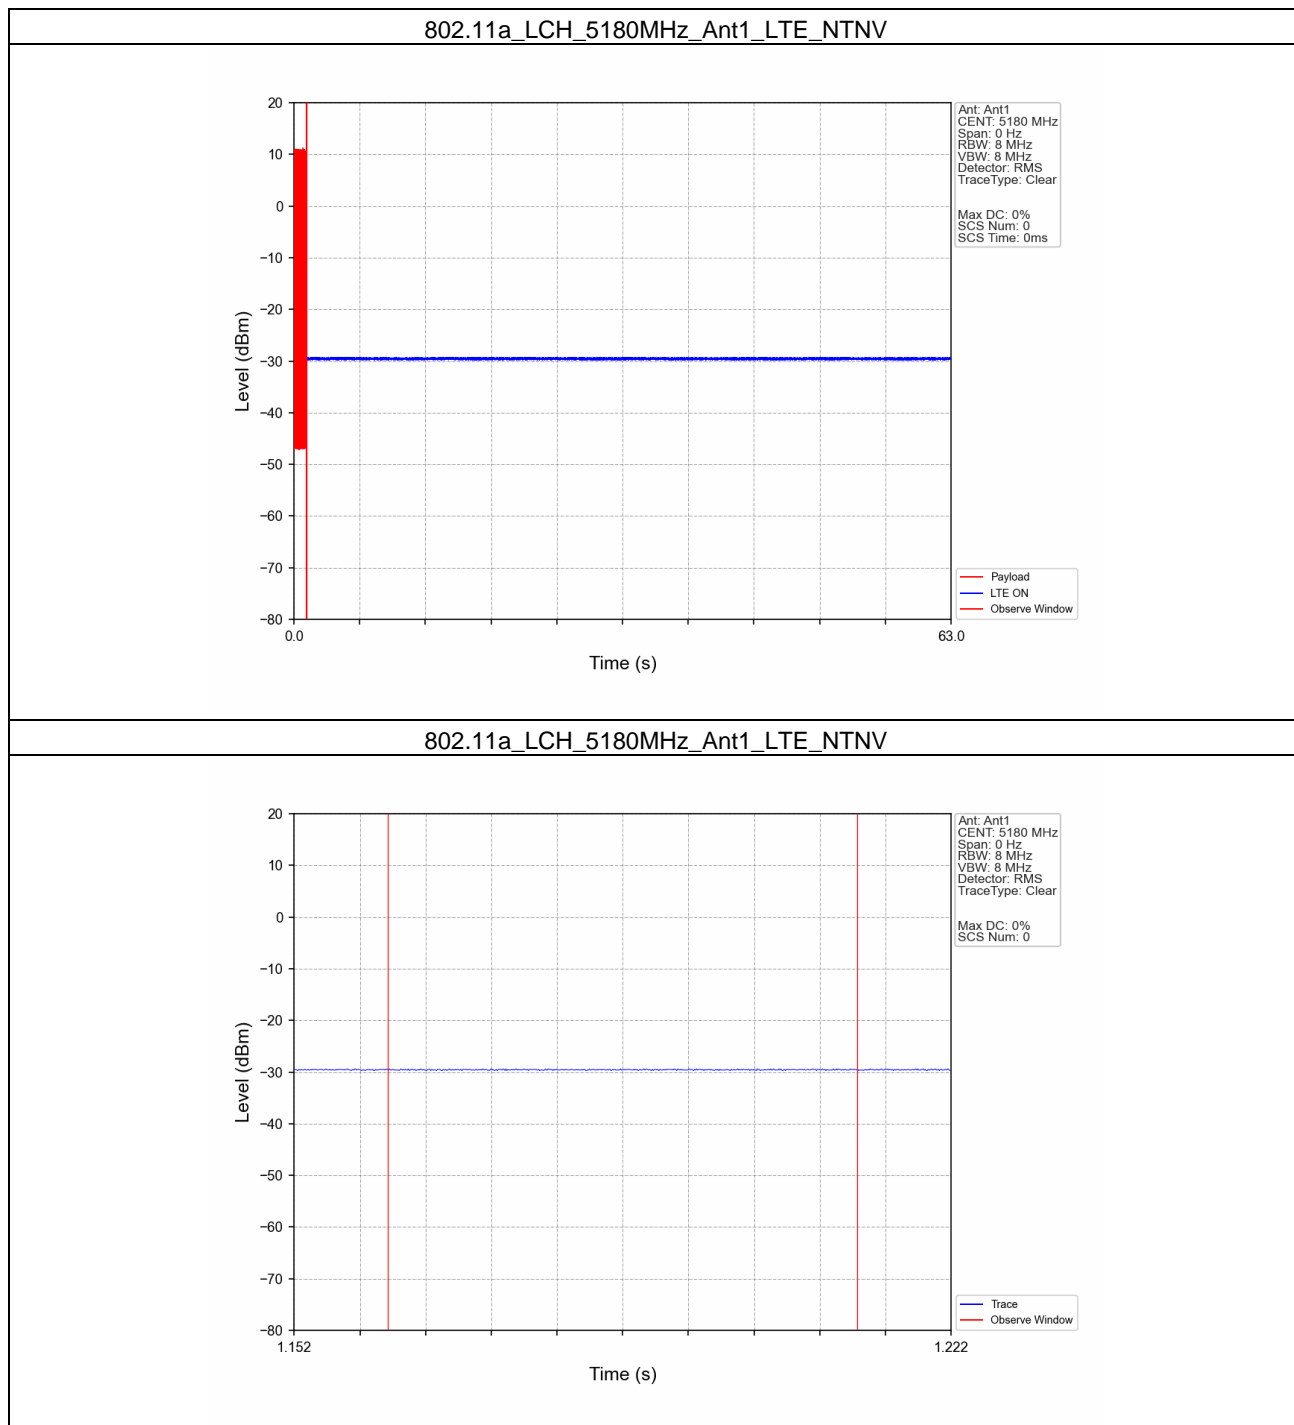 802.11a_LCH_5180MHz_Ant1_LTE_NTNV
20
10
0
−10
−20
−30
−40
−50
−60
−70
−80
Level (dBm)
0.0
63.0
Time (s)
Ant: Ant1
CENT: 5180 MHz
Span: 0 Hz
RBW: 8 MHz
VBW: 8 MHz
Detector: RMS
TraceType: Clear
Max DC: 0%
SCS Num: 0
SCS Time: 0ms
Payload
LTE ON
Observe Window
802.11a_LCH_5180MHz_Ant1_LTE_NTNV
20
10
0
−10
−20
−30
−40
−50
−60
−70
−80
Level (dBm)
1.152
1.222
Time (s)
Ant: Ant1
CENT: 5180 MHz
Span: 0 Hz
RBW: 8 MHz
VBW: 8 MHz
Detector: RMS
TraceType: Clear
Max DC: 0%
SCS Num: 0
Trace
Observe Window